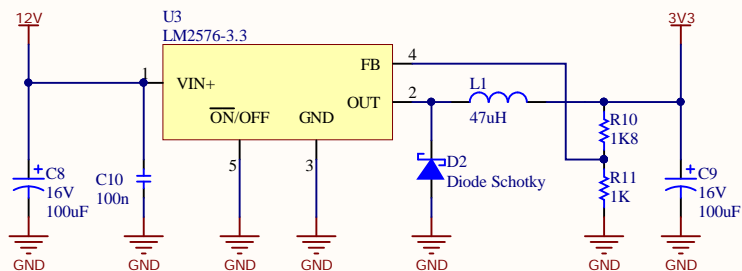 12V
U3
LM2576-3.3
3V3
1
VIN+
FB
4
OUT
2
L1
47uH
ON/OFF
GND
5
3
R10
1K8
C8
16V
100uF
C10
100n
D2
Diode Schotky
R11
1K
C9
16V
100uF
GND
GND
GND
GND
GND
GND
GND